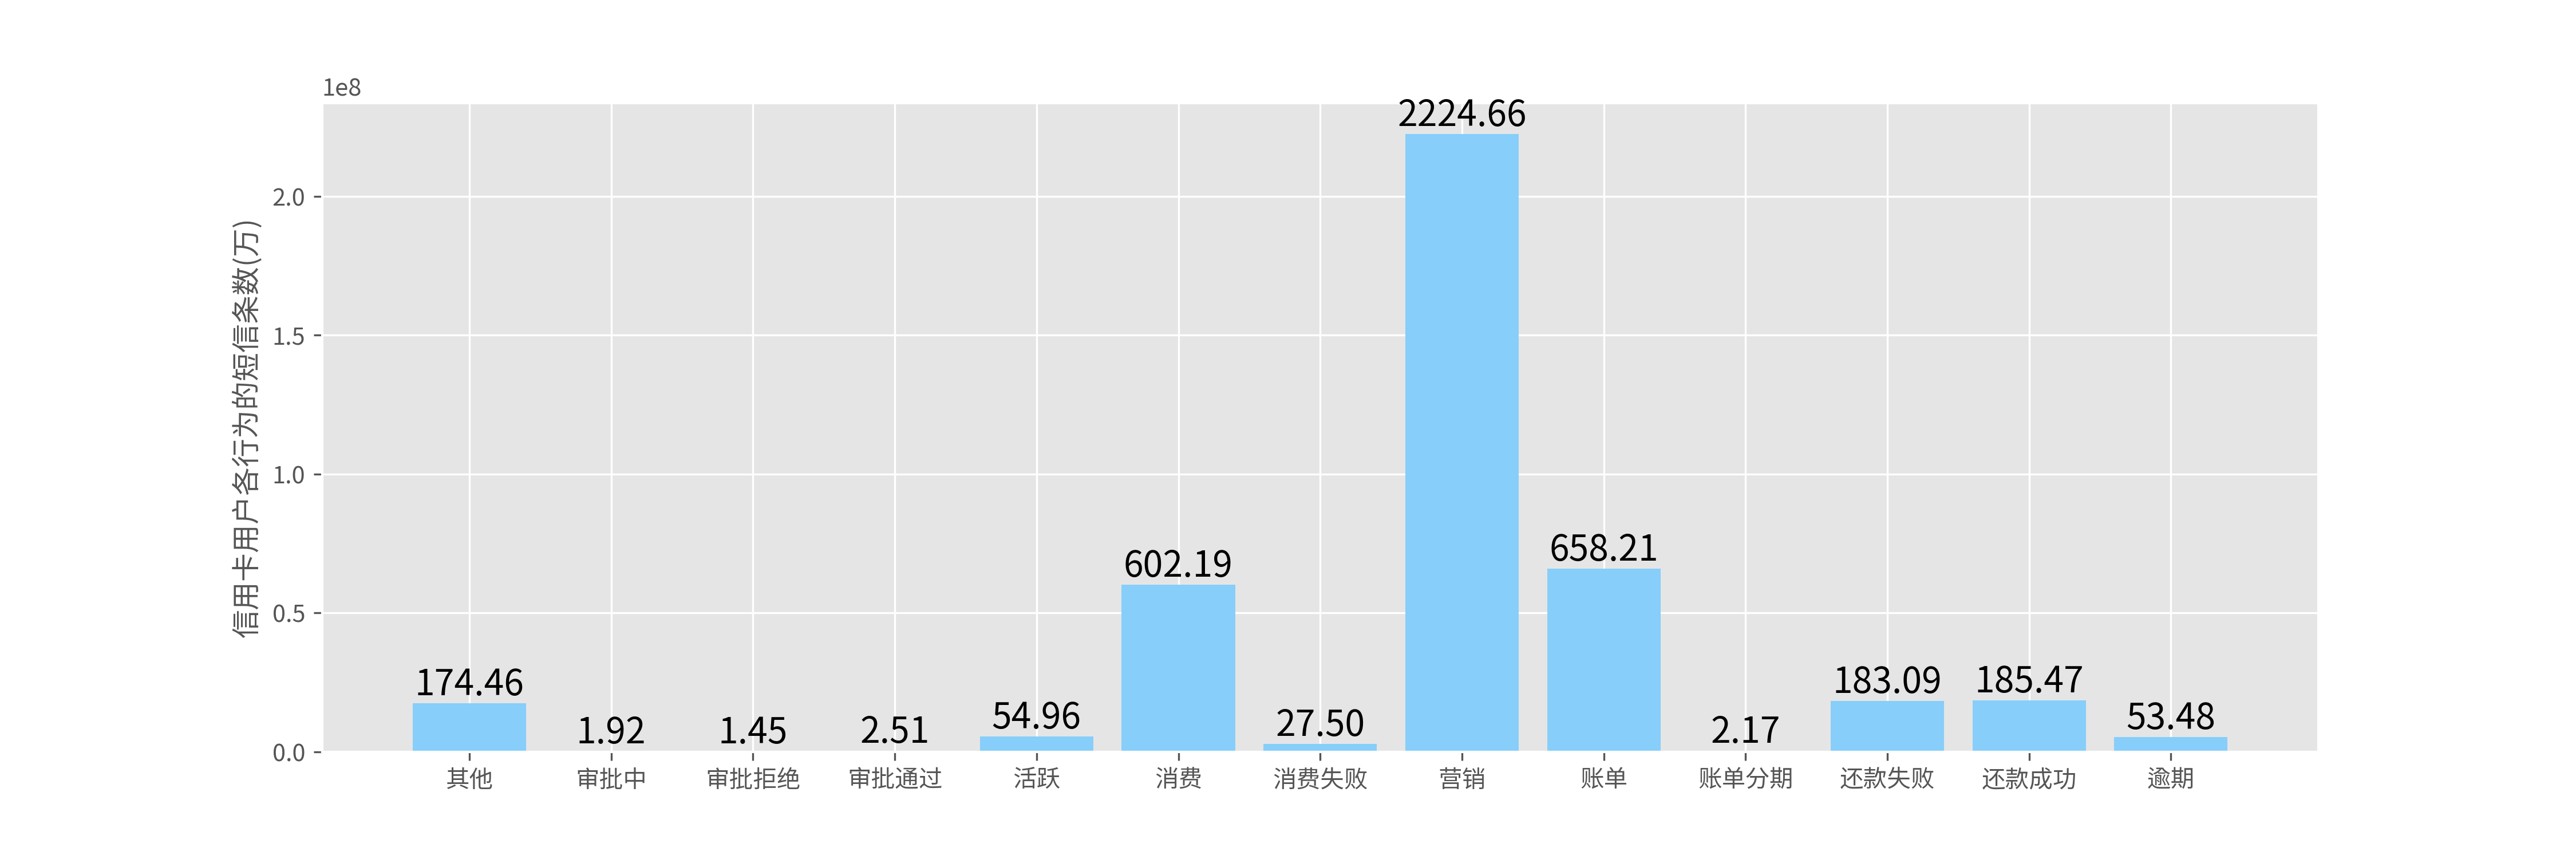 1e8
信用卡用户各行为的短信条数(万)
2.0
1.5
1.0
0.5
0.0
174.46
1.92
1.45
2.51
54.96
602.19
27.50
2224.66
658.21
2.17
183.09
185.47
53.48
其他
审批中
审批拒绝
审批通过
活跃
消费
消费失败
营销
账单
账单分期
还款失败
还款成功
逾期